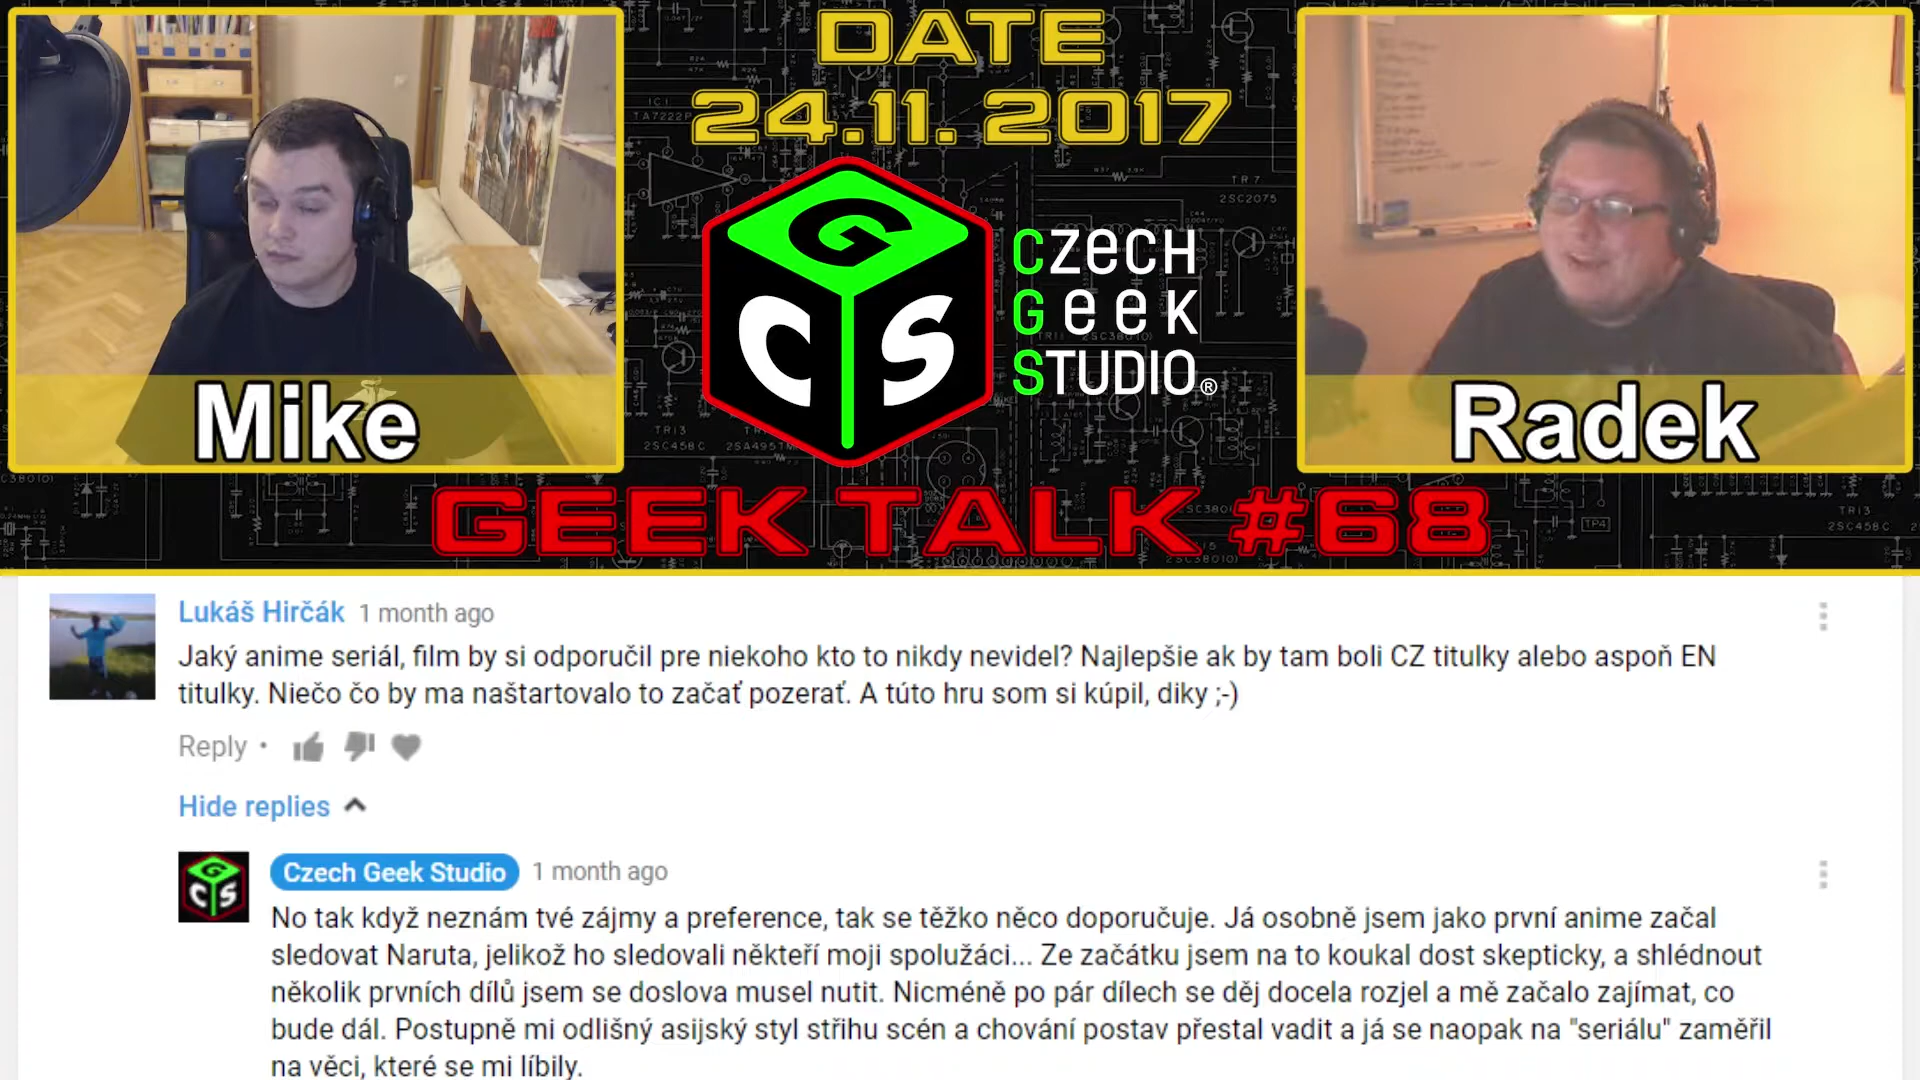 DATE
24.11. 2017
G
C S
CZECH
GEEK
STUDIO®
Mike
Radek
GEEK TALK #68
Lukáš Hirčák 1 month ago
Jaký anime seriál, film by si odporučil pre niekoho kto to nikdy nevidel? Najlepšie ak by tam boli CZ titulky alebo aspoň EN
titulky. Niečo čo by ma naštartovalo to začať pozerať. A túto hru som si kúpil, diky ;-)
Reply •
Hide replies
Czech Geek Studio 1 month ago
No tak když neznám tvé zájmy a preference, tak se těžko něco doporučuje. Já osobně jsem jako první anime začal
sledovat Naruta, jelikož ho sledovali někteří moji spolužáci... Ze začátku jsem na to koukal dost skepticky, a shlédnout
několik prvních dílů jsem se doslova musel nutit. Nicméně po pár dílech se děj docela rozjel a mě začalo zajímat, co
bude dál. Postupně mi odlišný asijský styl střihu scén a chování postav přestal vadit a já se naopak na "seriálu" zaměřil
na věci, které se mi líbily.